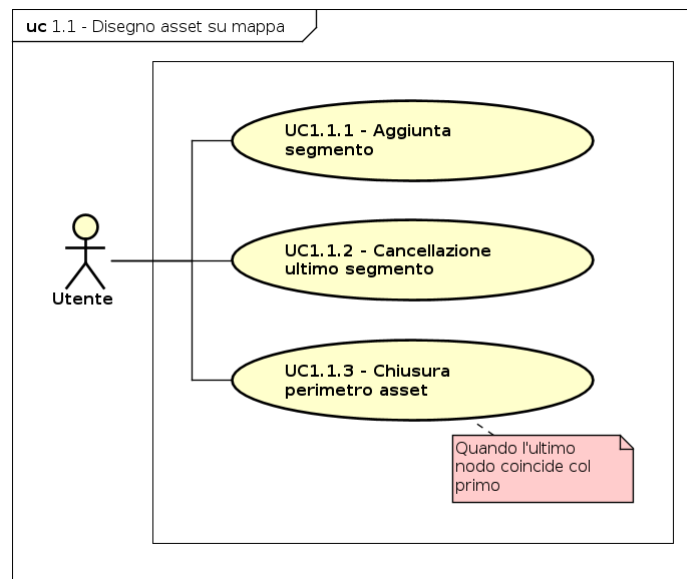 uc 1.1 - Disegno asset su mappa
UC1.1.1 - Aggiunta
segmento
UC1.1.2 - Cancellazione
ultimo segmento
Utente
UC1.1.3 - Chiusura
perimetro asset
Quando l'ultimo
nodo coincide col
primo